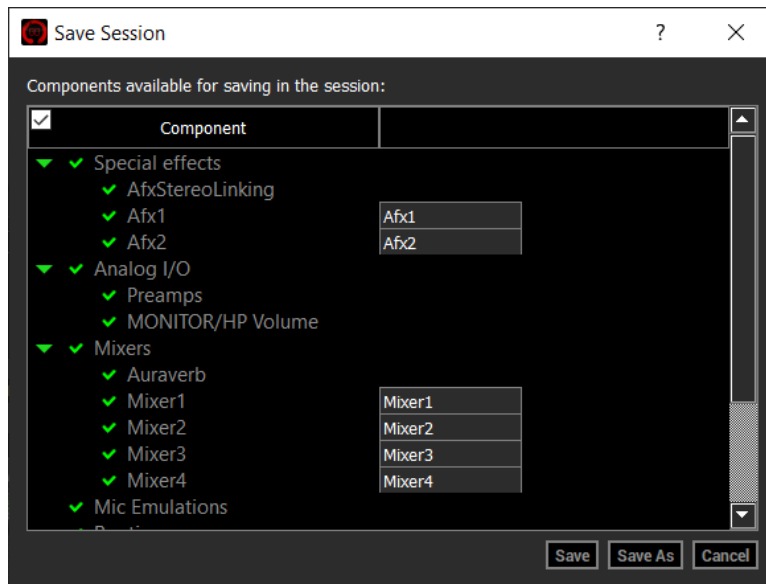 Save Session ?
Components available for saving in the session:
Component
Special effects
AfxStereoLinking
Afx1 Afx1
Afx2 Afx2
Analog I/O
Preamps
MONITOR/HP Volume
Mixers
Auraverb
Mixer1 Mixer1
Mixer2 Mixer2
Mixer3 Mixer3
Mixer4 Mixer4
Mic Emulations
Save Save As Cancel